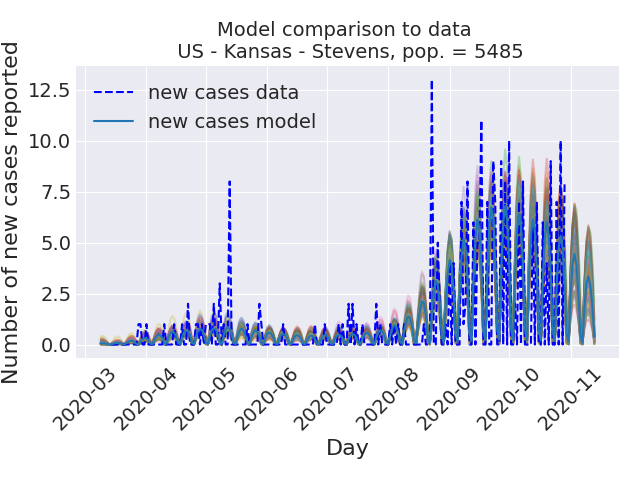 Model comparison to data
US - Kansas - Stevens, pop. = 5485
Number of new cases reported
12.5
10.0
7.5
5.0
2.5
0.0
new cases data
new cases model
2020-03
2020-04
2020-05
2020-06
2020-07
2020-08
2020-09
2020-10
2020-11
Day